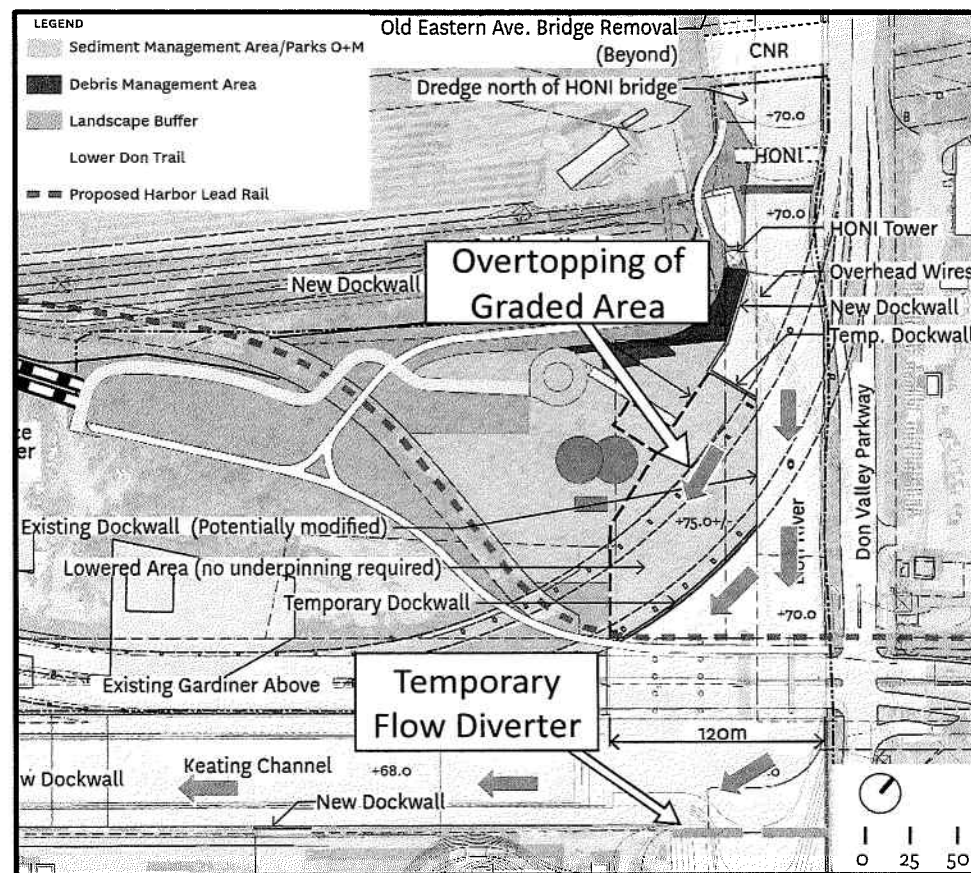 LEGEND
Sediment Management Area/Parks O+M
Debris Management Area
Landscape Buffer
Lower Don Trail
Proposed Harbor Lead Rail
Old Eastern Ave. Bridge Removal
(Beyond)
CNR
Dredge north of HONI bridge
+70.0
HONI
+70.0
HONI Tower
Overtopping of
Graded Area
New Dockwall
Overhead Wires
New Dockwall
Temp. Dockwall
Don Valley Parkway
Existing Dockwall (Potentially modified)
+75.0+/-
Lowered Area (no underpinning required)
River
Temporary Dockwall
+70.0
Existing Gardiner Above
Temporary
Flow Diverter
120m
Keating Channel
+68.0
w Dockwall
New Dockwall
0 25 50